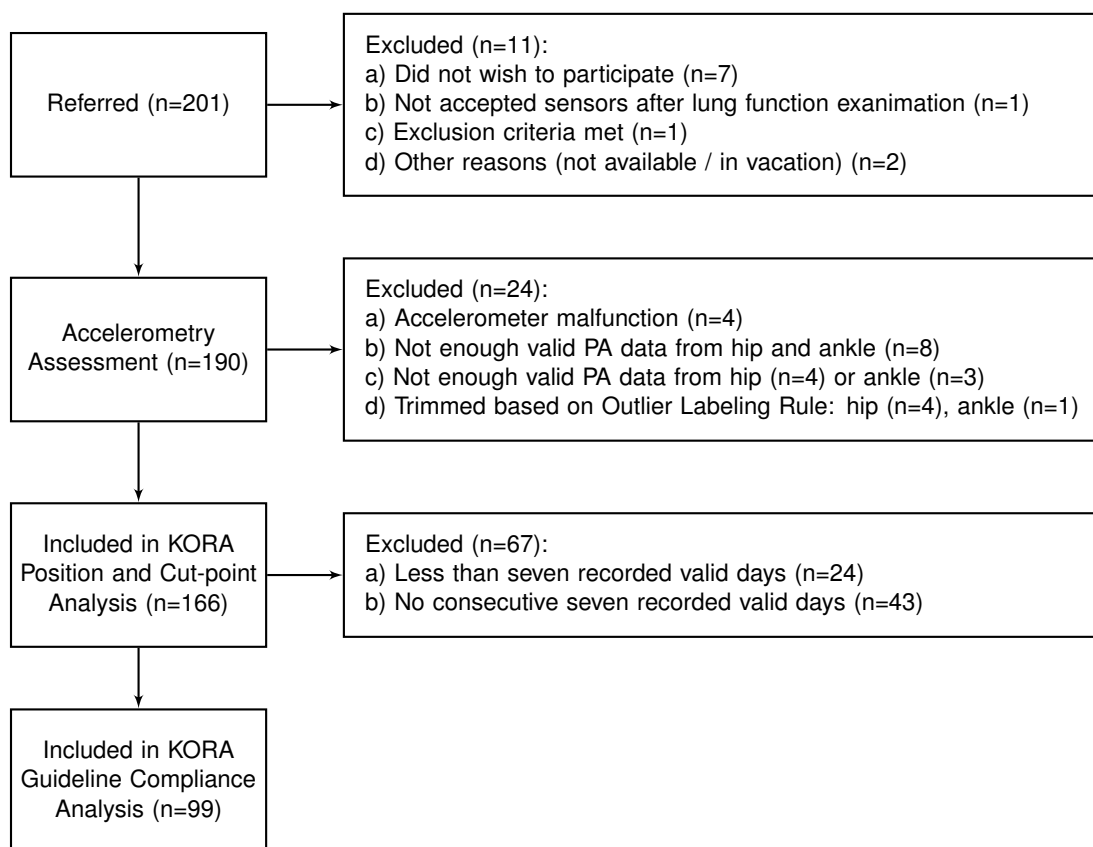 Referred (n=201)
Excluded (n=11):
a) Did not wish to participate (n=7)
b) Not accepted sensors after lung function exanimation (n=1)
c) Exclusion criteria met (n=1)
d) Other reasons (not available / in vacation) (n=2)
Accelerometry
Assessment (n=190)
Excluded (n=24):
a) Accelerometer malfunction (n=4)
b) Not enough valid PA data from hip and ankle (n=8)
c) Not enough valid PA data from hip (n=4) or ankle (n=3)
d) Trimmed based on Outlier Labeling Rule: hip (n=4), ankle (n=1)
Included in KORA
Position and Cut-point
Analysis (n=166)
Excluded (n=67):
a) Less than seven recorded valid days (n=24)
b) No consecutive seven recorded valid days (n=43)
Included in KORA
Guideline Compliance
Analysis (n=99)